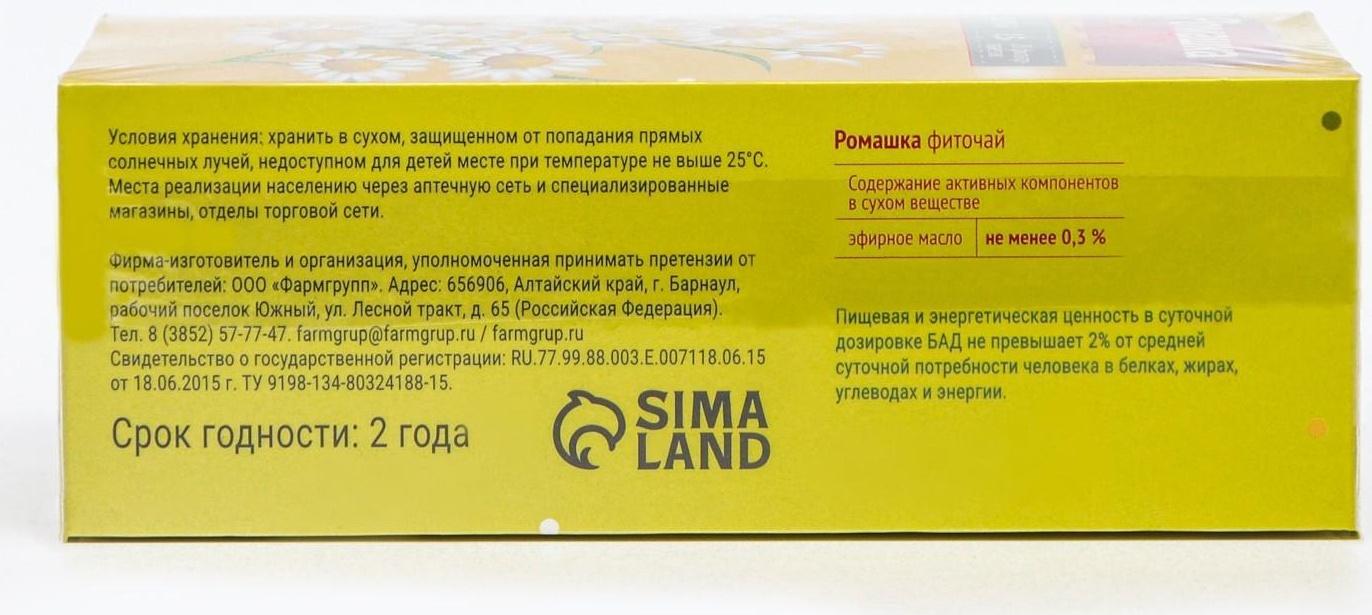 Условия хранения: хранить в сухом, защищенном от попадания прямых
солнечных лучей, недоступном для детей месте при температуре не выше 25°С.
Места реализации населению через аптечную сеть и специализированные
магазины, отделы торговой сети.
Фирма-изготовитель и организация, уполномоченная принимать претензии от
потребителей: ООО «Фармгрупп». Адрес: 656906, Алтайский край, г. Барнаул,
рабочий поселок Южный, ул. Лесной тракт, д. 65 (Российская Федерация).
Тел. 8 (3852) 57-77-47. farmgrup@farmgrup.ru / farmgrup.ru
Свидетельство о государственной регистрации: RU.77.99.88.003.Е.007118.06.15
от 18.06.2015 г. ТУ 9198-134-80324188-15.
Срок годности: 2 года
SIMA
LAND
Ромашка фиточай
Содержание активных компонентов
в сухом веществе
эфирное масло не менее 0,3 %
Пищевая и энергетическая ценность в суточной
дозировке БАД не превышает 2% от средней
суточной потребности человека в белках, жирах,
углеводах и энергии.